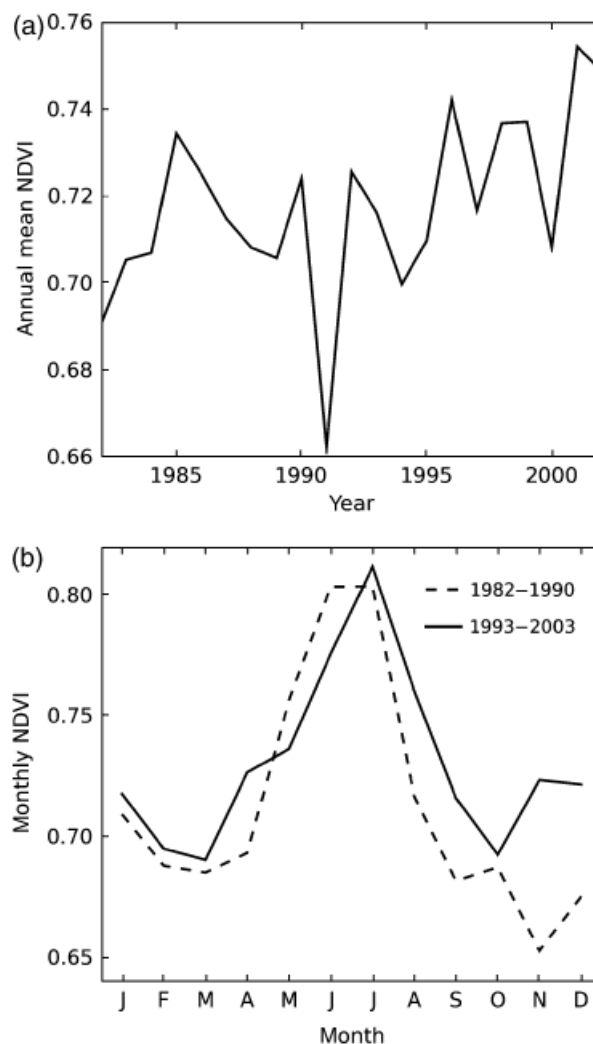 (a)
0.76
0.74
0.72
0.70
0.68
0.66
Annual mean NDVI
1985 1990 1995 2000
Year
(b)
0.80
0.75
0.70
0.65
Monthly NDVI
1982−1990
1993−2003
J F M A M J J A S O N D
Month